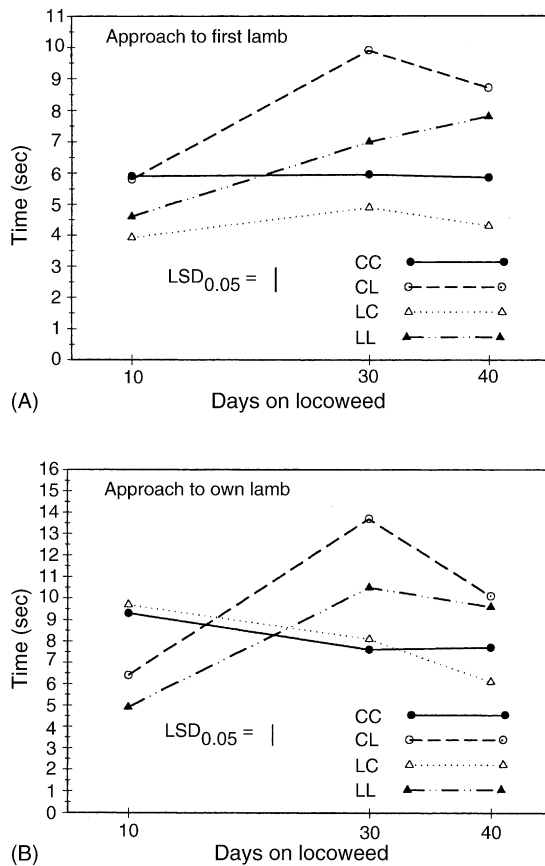 Approach to first lamb
11
10
9
8
7
6
5
4
3
2
1
0
Time (sec)
LSD0.05 =
CC
CL
LC
LL
10 30 40
(A) Days on locoweed
Approach to own lamb
16
15
14
13
12
11
10
9
8
7
6
5
4
3
2
1
0
Time (sec)
LSD0.05 =
CC
CL
LC
LL
10 30 40
(B) Days on locoweed